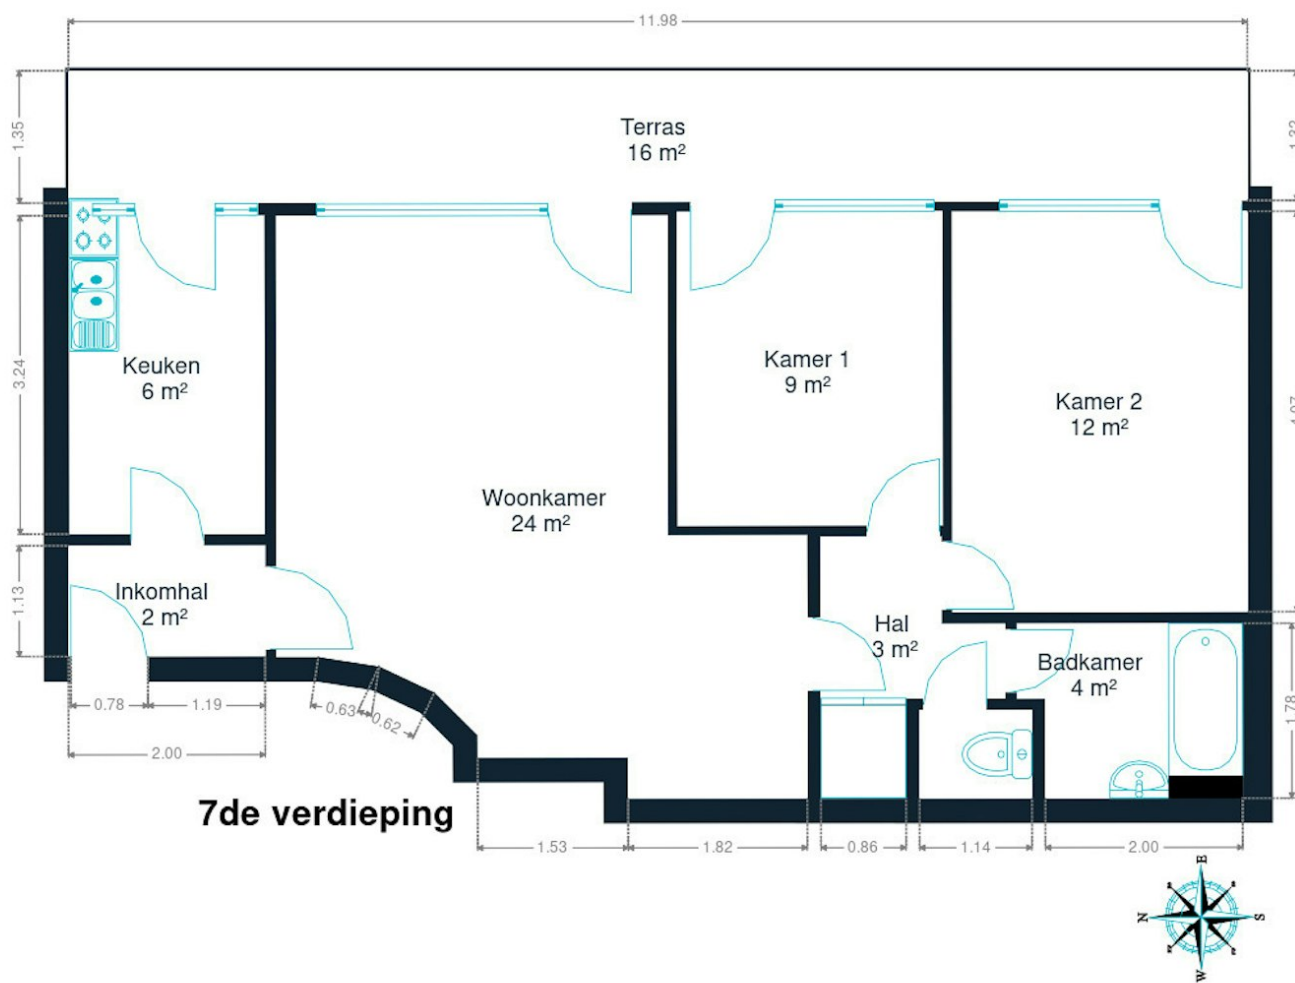 11.98
1.35
Terras
16 m²
Keuken
6 m²
3.24
Kamer 1
9 m²
Kamer 2
12 m²
Woonkamer
24 m²
Inkomhal
2 m²
1.13
Hal
3 m²
Badkamer
4 m²
1.78
0.78
1.19
0.63
0.62
2.00
7de verdieping
1.53
1.82
0.86
1.14
2.00
E
N
S
W